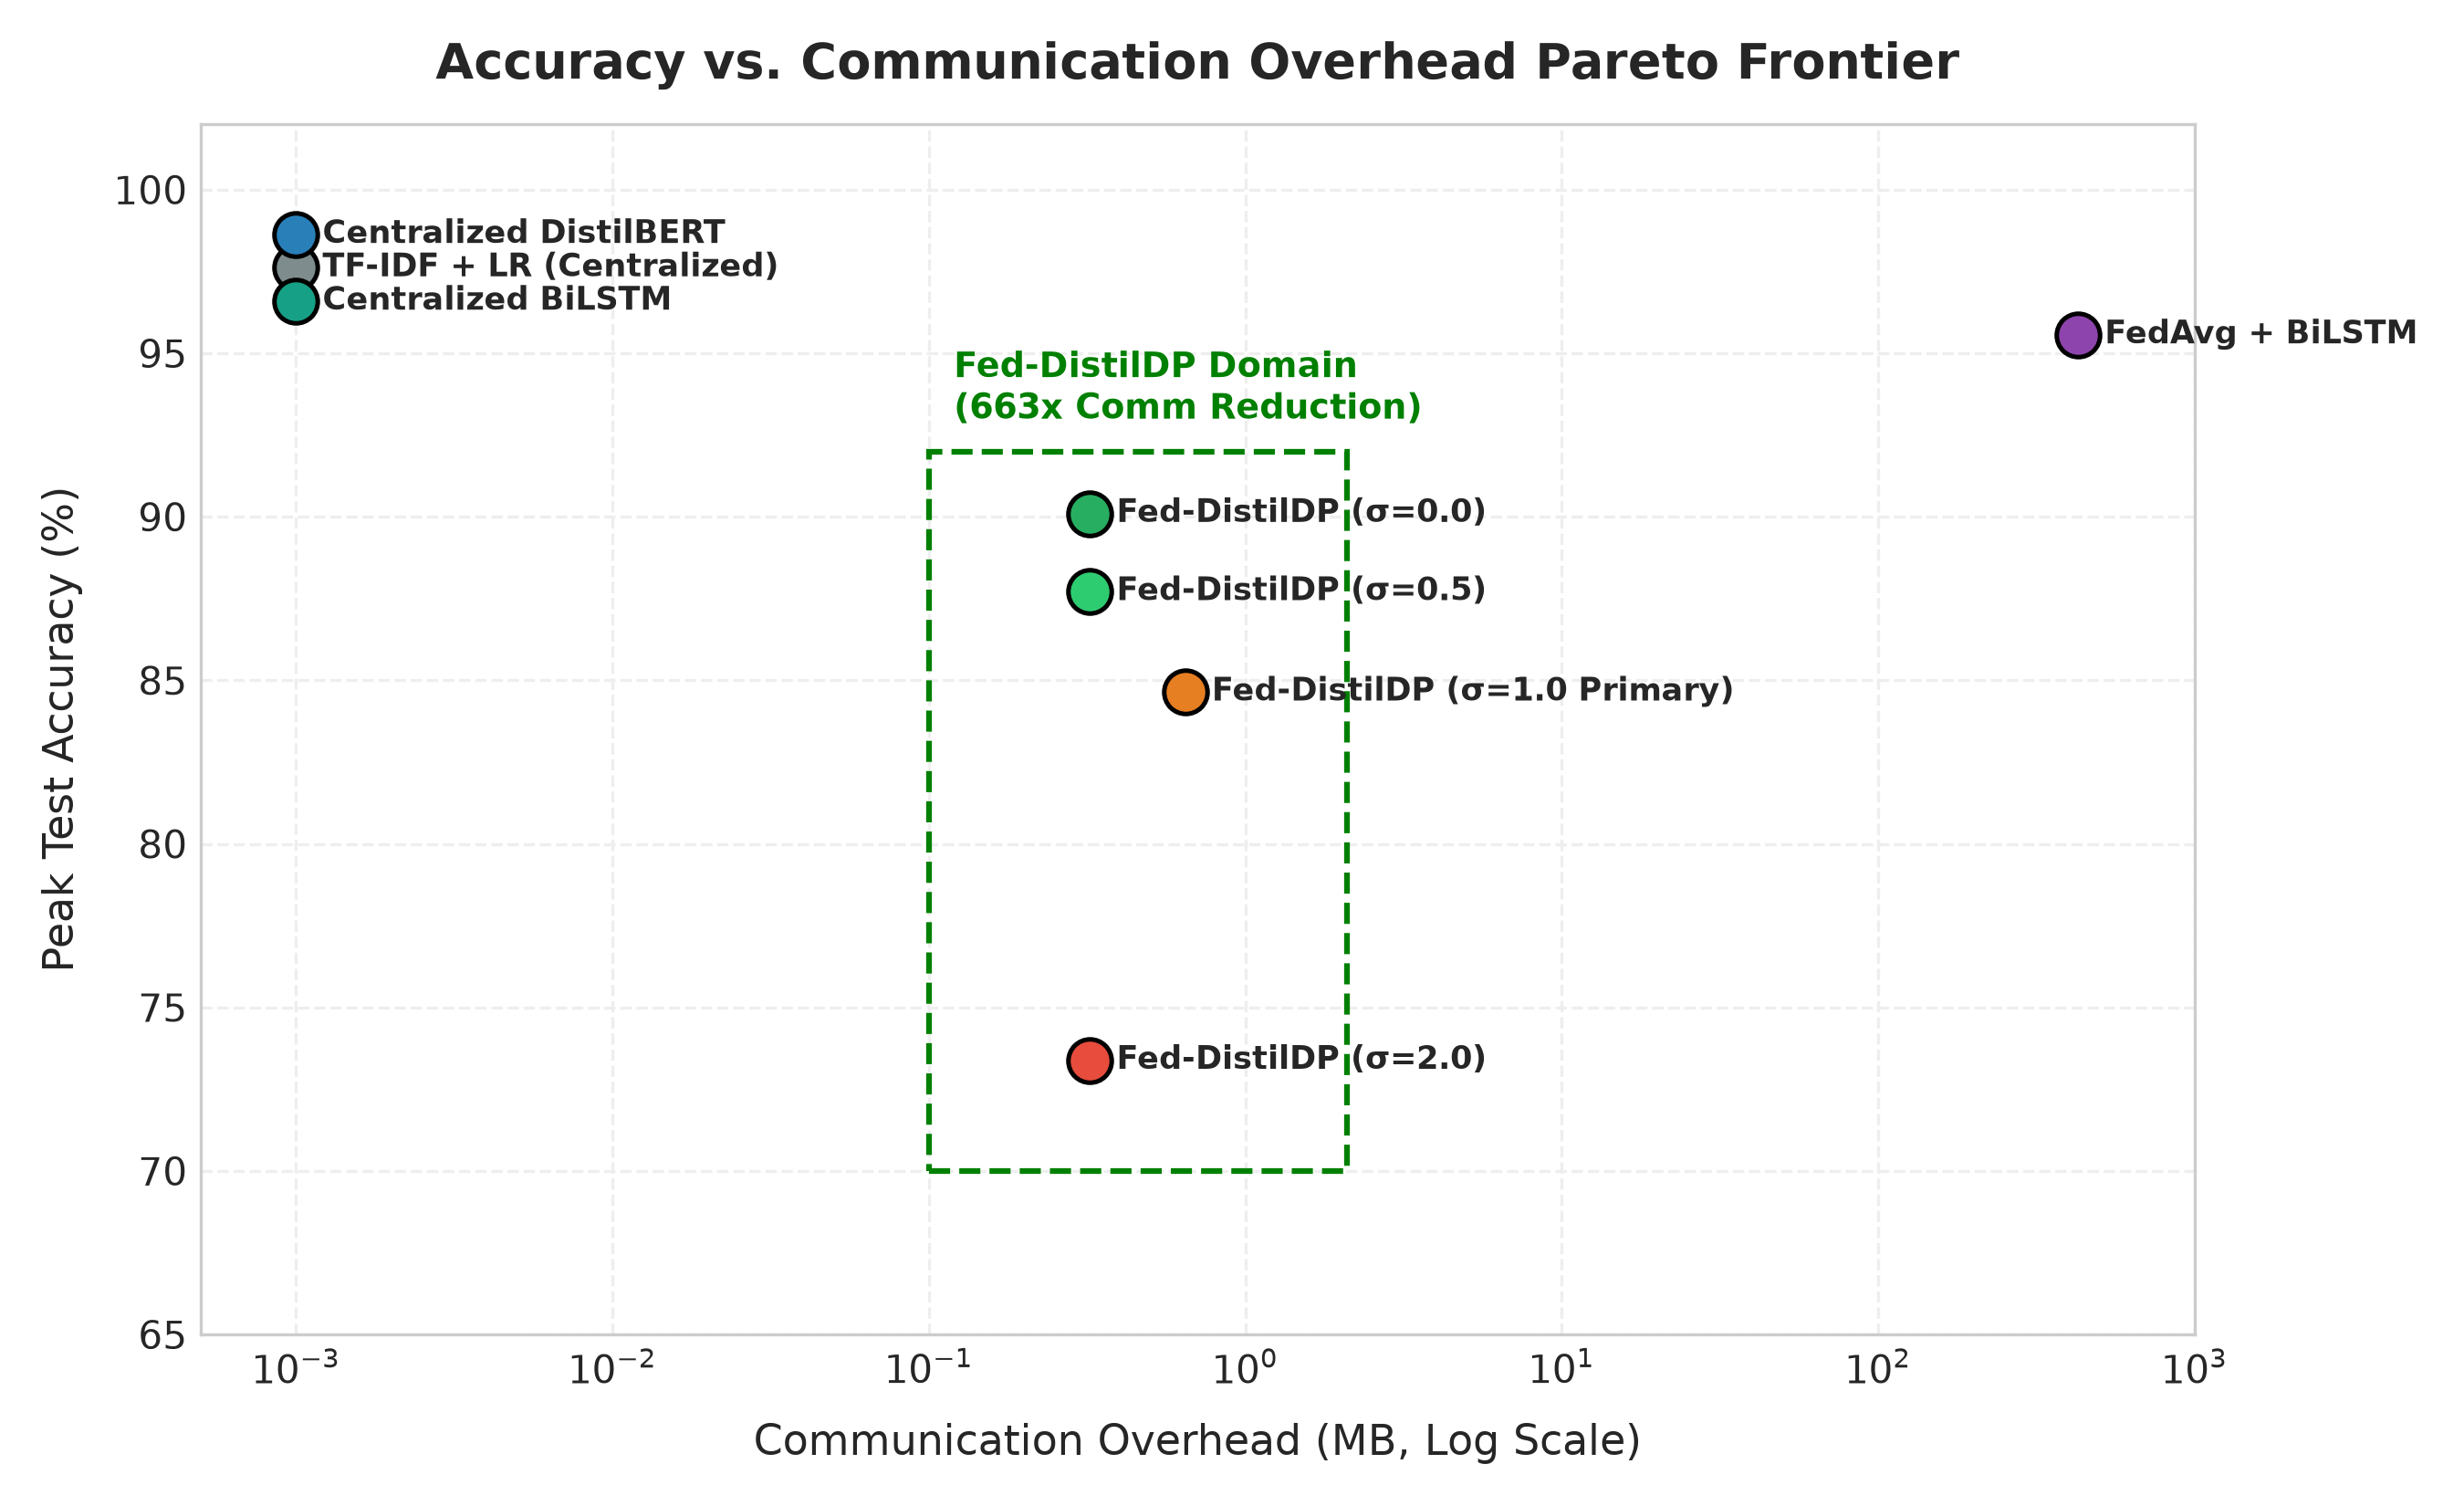 Accuracy vs. Communication Overhead Pareto Frontier
Peak Test Accuracy (%)
100
95
90
85
80
75
70
65
Centralized DistilBERT
TF-IDF + LR (Centralized)
Centralized BiLSTM
FedAvg + BiLSTM
Fed-DistilDP Domain
(663x Comm Reduction)
Fed-DistilDP (σ=0.0)
Fed-DistilDP (σ=0.5)
Fed-DistilDP (σ=1.0 Primary)
Fed-DistilDP (σ=2.0)
10⁻³ 10⁻² 10⁻¹ 10⁰ 10¹ 10² 10³
Communication Overhead (MB, Log Scale)